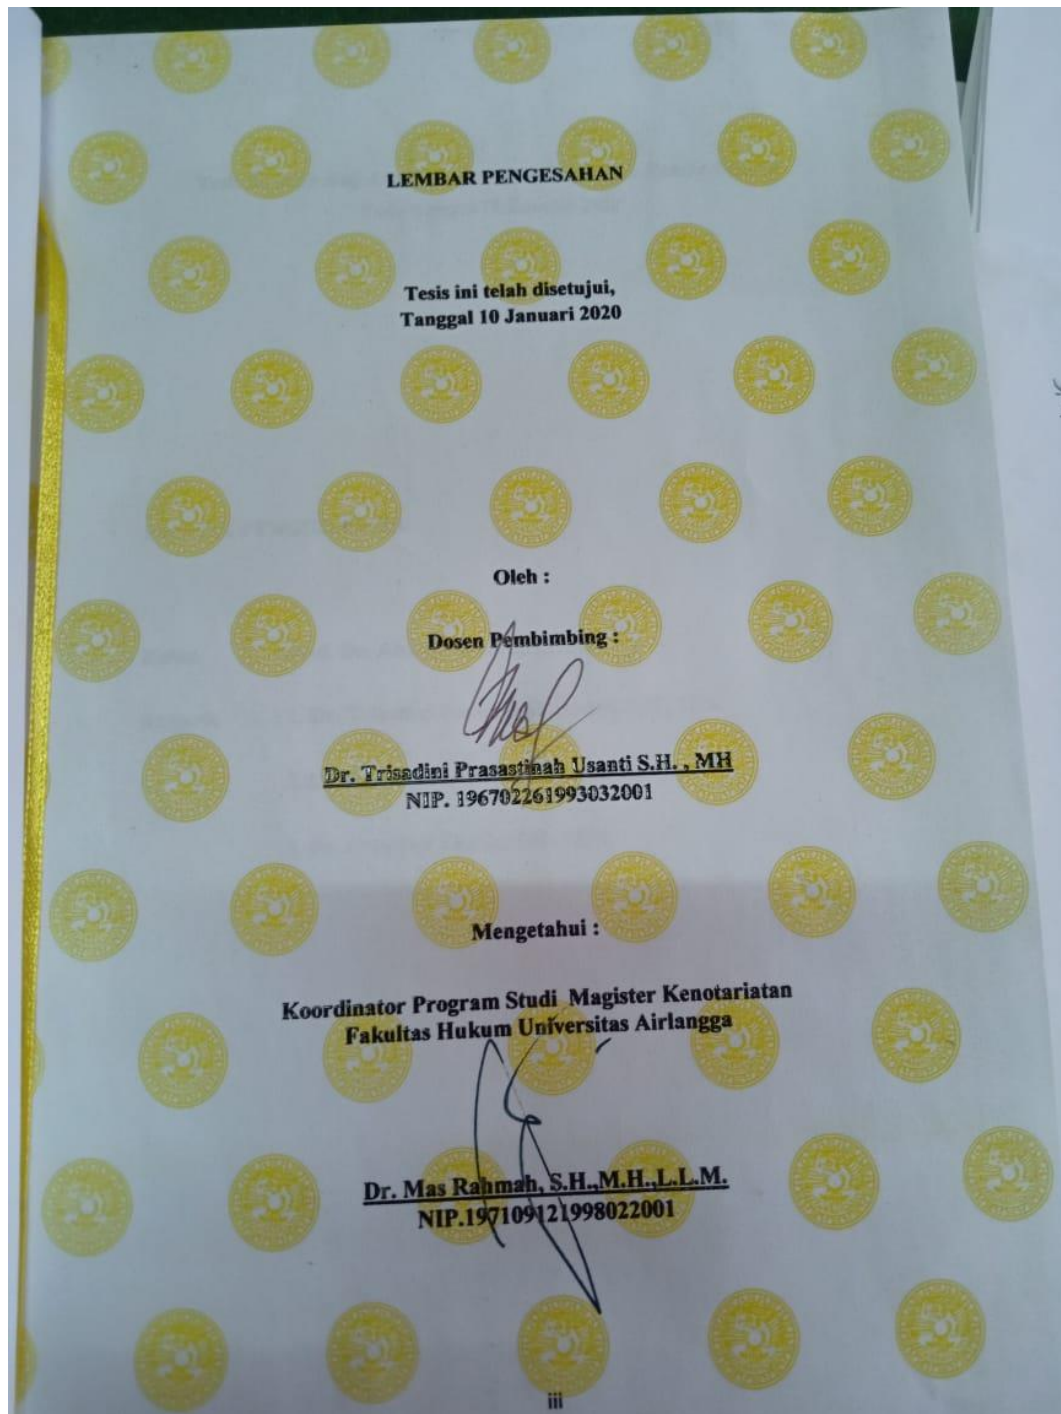 LEMBAR PENGESAHAN
Tesis ini telah disetujui,
Tanggal 10 Januari 2020
Oleh :
Dosen Pembimbing :
Dr. Trisadini Prasastinah Usanti S.H. , MH
NIP. 196702261993032001
Mengetahui :
Koordinator Program Studi Magister Kenotariatan
Fakultas Hukum Universitas Airlangga
Dr. Mas Rahmah, S.H.,M.H.,L.L.M.
NIP.197109121998022001
iii